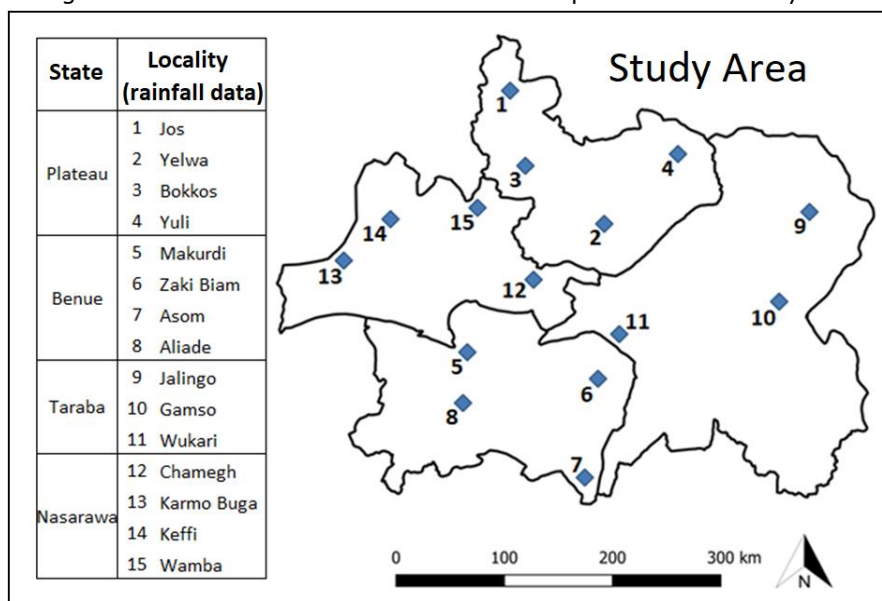 Study Area
State Locality
(rainfall data)
Plateau
1 Jos
2 Yelwa
3 Bokkos
4 Yuli
Benue
5 Makurdi
6 Zaki Biam
7 Asom
8 Aliade
Taraba
9 Jalingo
10 Gamso
11 Wukari
Nasarawa
12 Chamegh
13 Karmo Buga
14 Keffi
15 Wamba
1
3
4
15
14
2
9
13
12
10
11
5
6
8
7
0 100 200 300 km
N